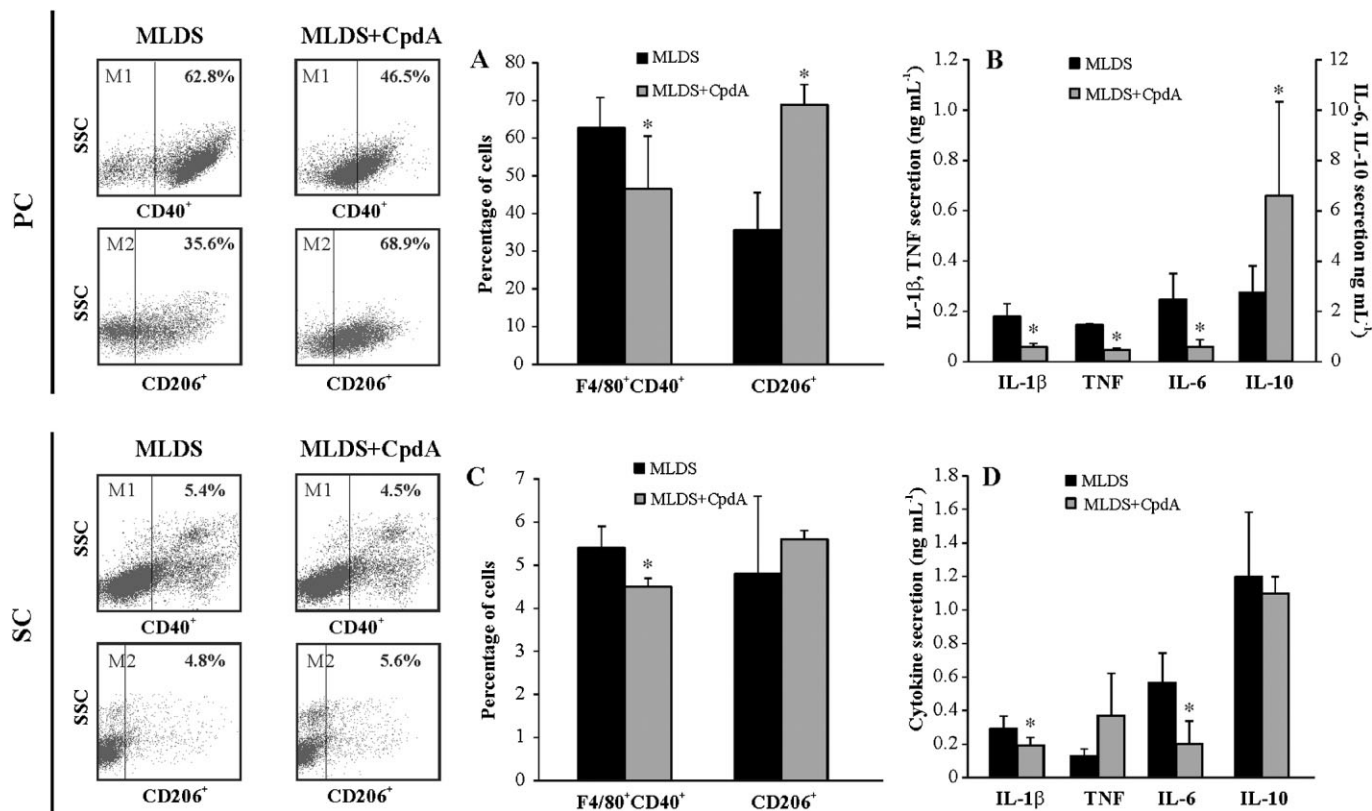 PC
MLDS
MLDS+CpdA
M1
62.8%
SSC
CD40⁺
46.5%
CD40⁺
M2
35.6%
SSC
CD206⁺
68.9%
CD206⁺
A
80
70
60
50
40
30
20
10
0
Percentage of cells
MLDS
MLDS+CpdA
*
*
F4/80⁺CD40⁺
CD206⁺
B
1.2
1.0
0.8
0.6
0.4
0.2
0
IL-1β, TNF secretion (ng mL⁻¹)
MLDS
MLDS+CpdA
*
*
*
*
IL-1β
TNF
IL-6
IL-10
12
10
8
6
4
2
0
IL-6, IL-10 secretion ng mL⁻¹)
SC
MLDS
MLDS+CpdA
M1
5.4%
SSC
CD40⁺
M1
4.5%
CD40⁺
M2
4.8%
SSC
CD206⁺
M2
5.6%
CD206⁺
C
7
6
5
4
3
2
1
0
Percentage of cells
MLDS
MLDS+CpdA
*
F4/80⁺CD40⁺
CD206⁺
D
1.8
1.6
1.4
1.2
1.0
0.8
0.6
0.4
0.2
0
Cytokine secretion (ng mL⁻¹)
MLDS
MLDS+CpdA
*
*
IL-1β
TNF
IL-6
IL-10